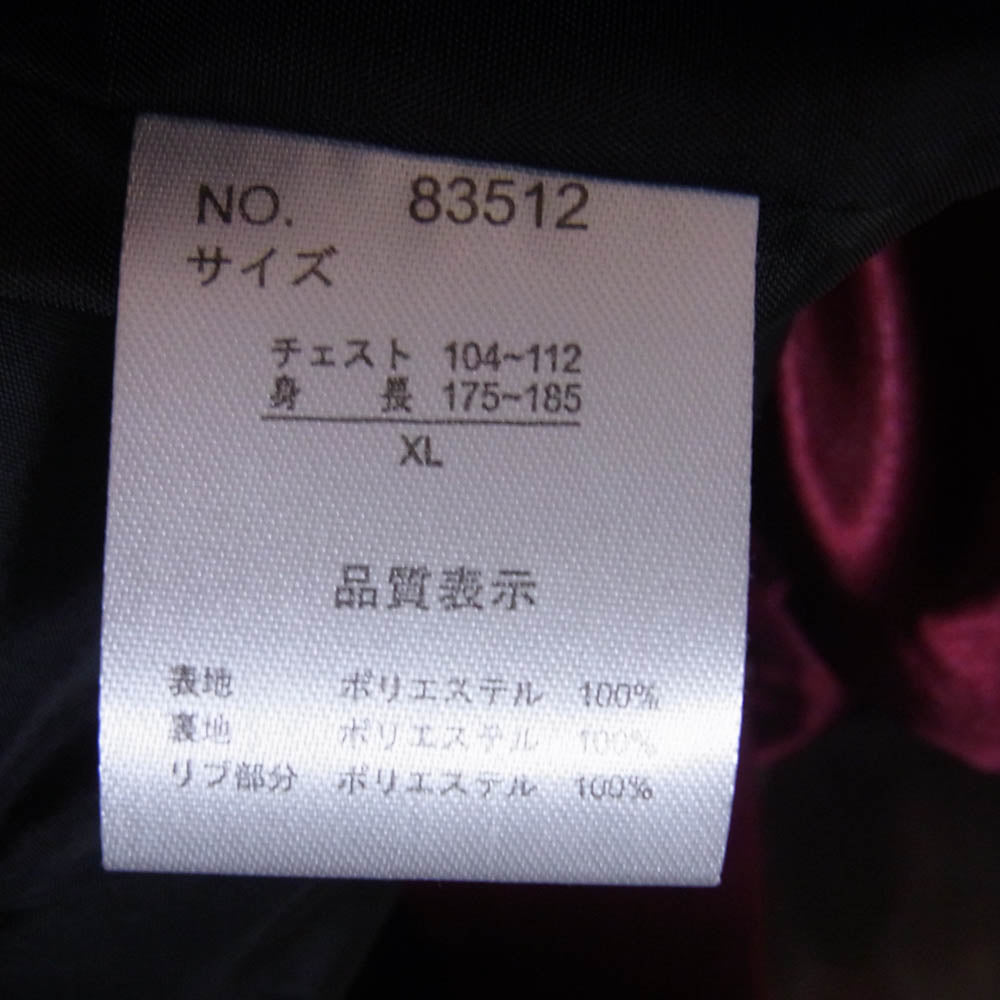 NO. 83512
サイズ
チェスト 104~112
身 長 175~185
XL
品質表示
表地 ポリエステル 100%
裏地 ポリエステル 100%
リブ部分 ポリエステル 100%